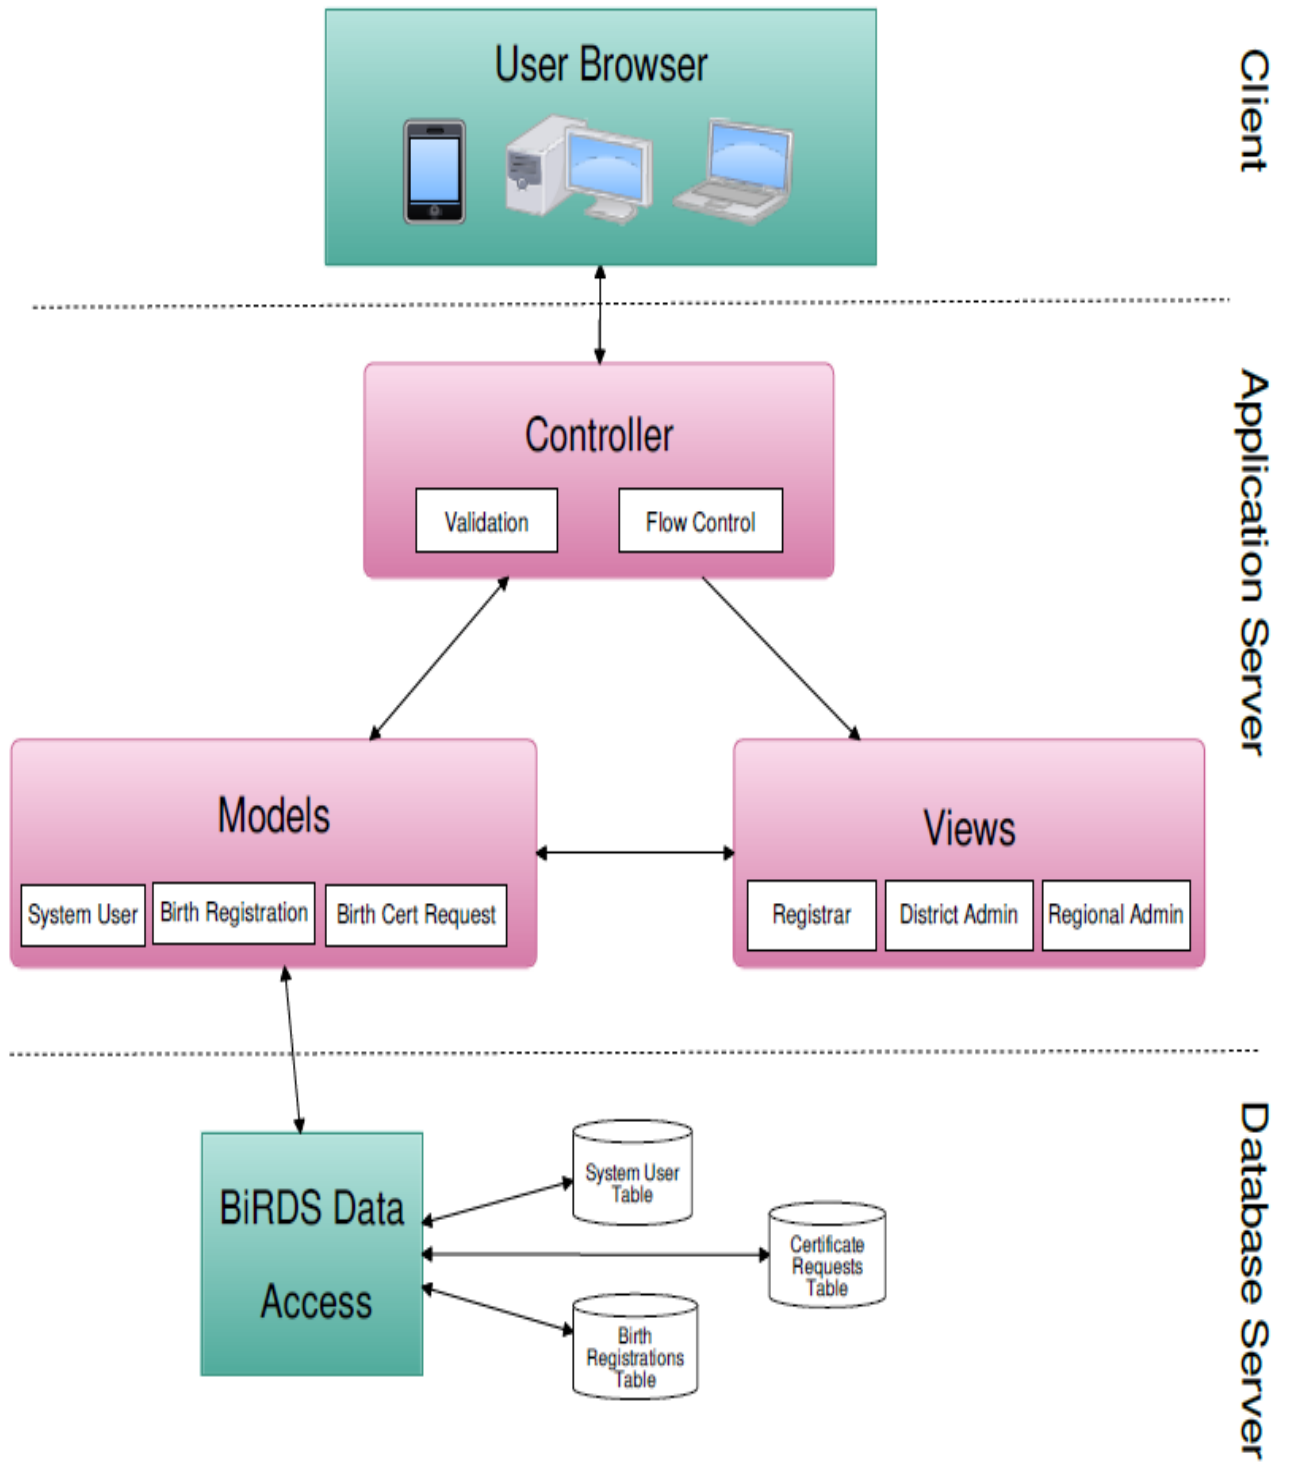 User Browser
Client
Controller
Validation
Flow Control
Application Server
Models
System User
Birth Registration
Birth Cert Request
Views
Registrar
District Admin
Regional Admin
BiRDS Data
Access
System User
Table
Certificate
Requests
Table
Birth
Registrations
Table
Database Server